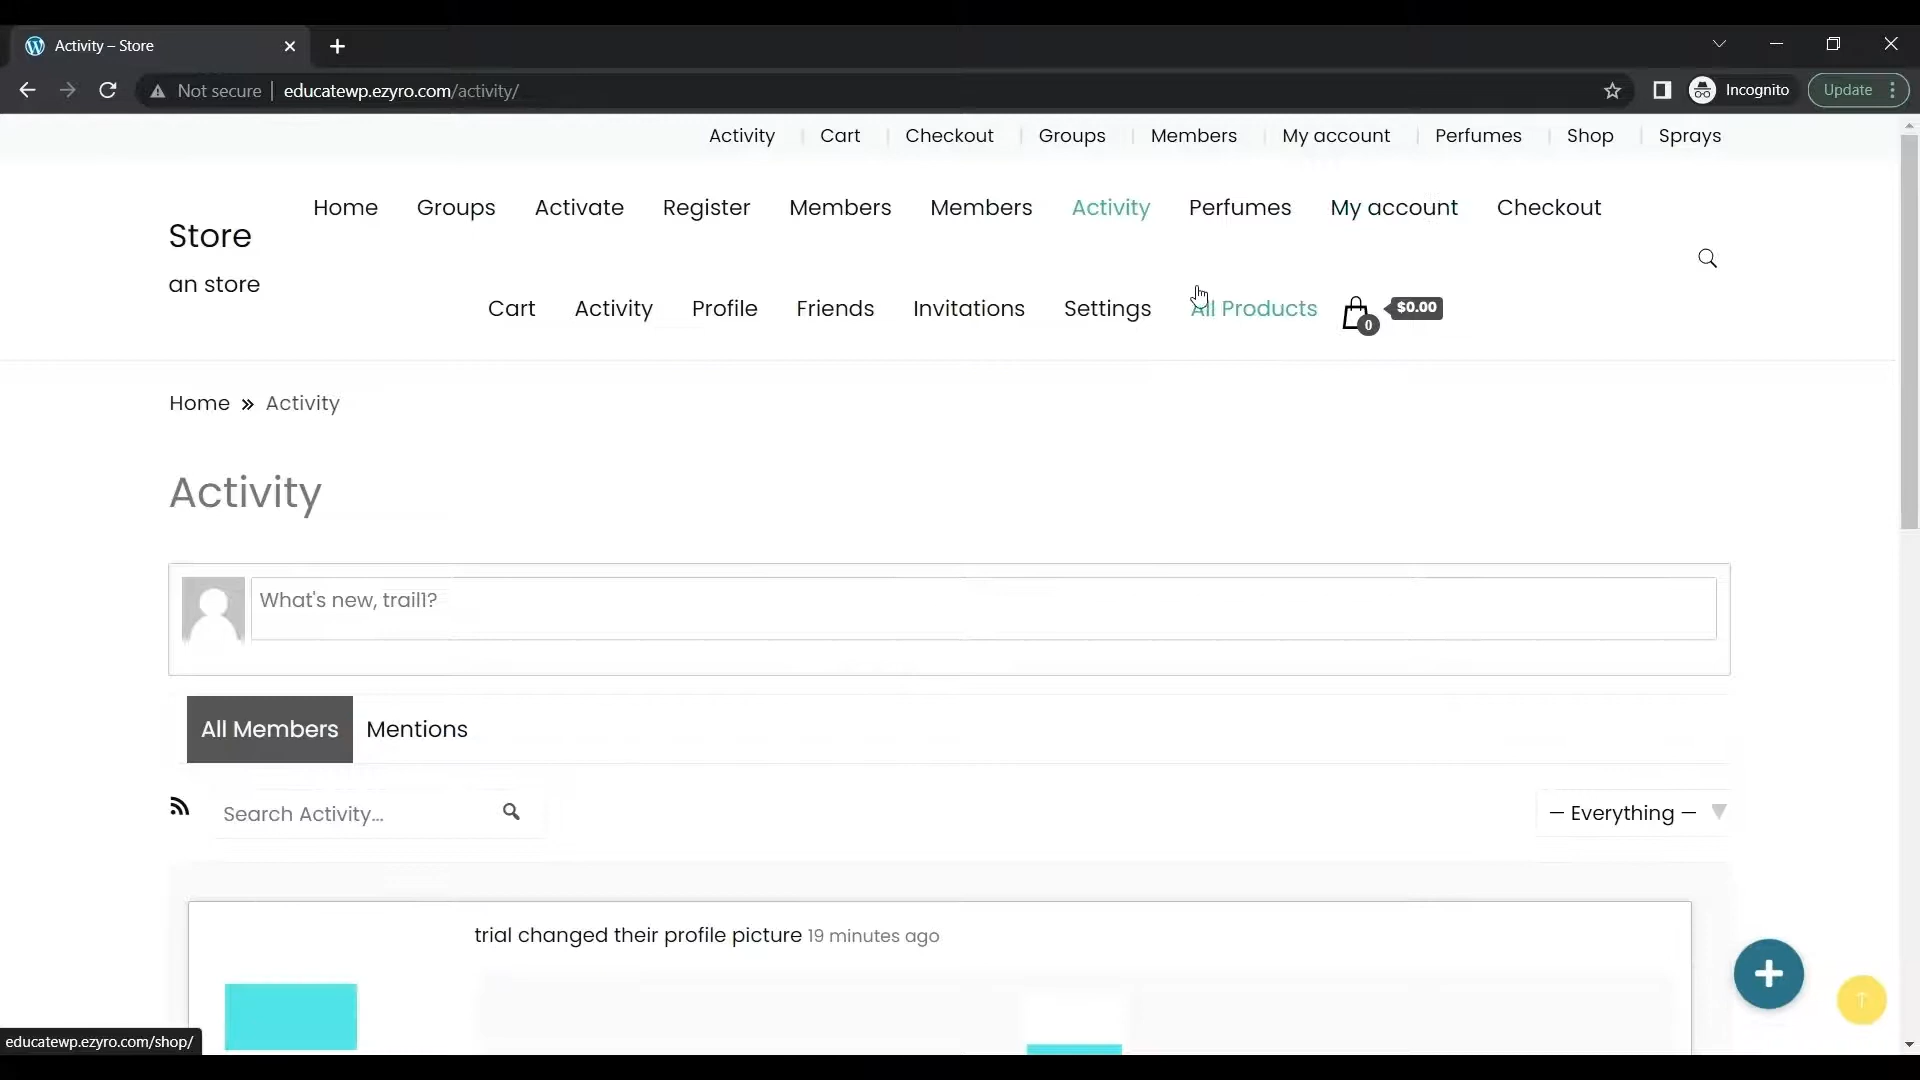 Activity – Store
Not secure educatewp.ezyro.com/activity/ Incognito Update
Activity Cart Checkout Groups Members My account Perfumes Shop Sprays
Home Groups Activate Register Members Members Activity Perfumes My account Checkout
Store
an store
Cart Activity Profile Friends Invitations Settings All Products 0 $0.00
Home » Activity
Activity
What's new, trail1?
All Members Mentions
Search Activity... — Everything —
trial changed their profile picture 19 minutes ago
educatewp.ezyro.com/shop/